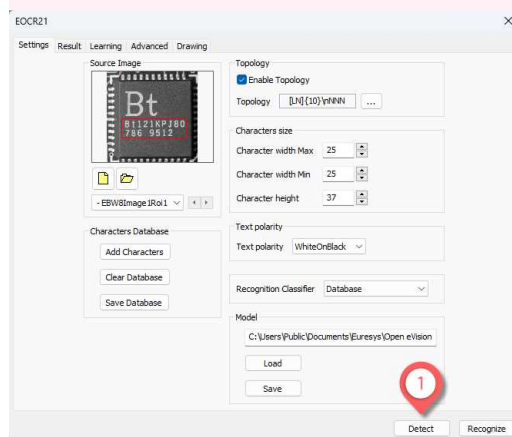 EOCR21
Settings Result Learning Advanced Drawing
Source Image
Bt
Bt121KPJ80
786 9512
- EBW8Image1Roi1
Characters Database
Add Characters
Clear Database
Save Database
Topology
Enable Topology
Topology [LN]{10}\nNNN ...
Characters size
Character width Max 25
Character width Min 25
Character height 37
Text polarity
Text polarity WhiteOnBlack
Recognition Classifier Database
Model
C:\Users\Public\Documents\Euresys\Open eVision
Load
Save
1
Detect Recognize